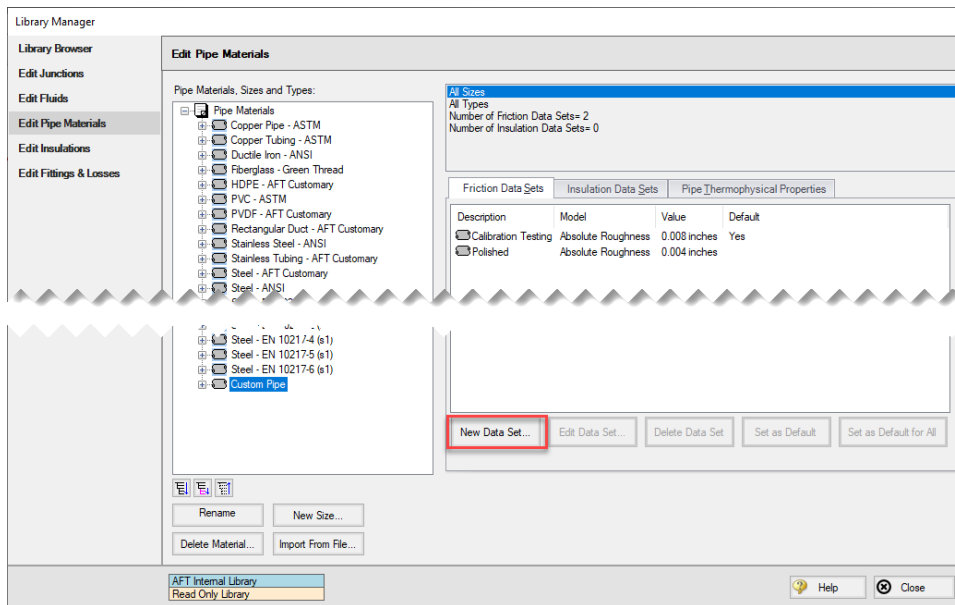 Library Manager
Library Browser
Edit Junctions
Edit Fluids
Edit Pipe Materials
Edit Insulations
Edit Fittings & Losses
Edit Pipe Materials
Pipe Materials, Sizes and Types:
Pipe Materials
Copper Pipe - ASTM
Copper Tubing - ASTM
Ductile Iron - ANSI
Fiberglass - Green Thread
HDPE - AFT Customary
PVC - ASTM
PVDF - AFT Customary
Rectangular Duct - AFT Customary
Stainless Steel - ANSI
Stainless Tubing - AFT Customary
Steel - AFT Customary
Steel - ANSI
Steel - EN 10217-4 (s1)
Steel - EN 10217-5 (s1)
Steel - EN 10217-6 (s1)
Custom Pipe
Rename
New Size...
Delete Material...
Import From File...
All Sizes
All Types
Number of Friction Data Sets= 2
Number of Insulation Data Sets= 0
Friction Data Sets
Insulation Data Sets
Pipe Thermophysical Properties
Description Model Value Default
Calibration Testing Absolute Roughness 0.008 inches Yes
Polished Absolute Roughness 0.004 inches
New Data Set...
Edit Data Set...
Delete Data Set
Set as Default
Set as Default for All
AFT Internal Library
Read Only Library
Help
Close